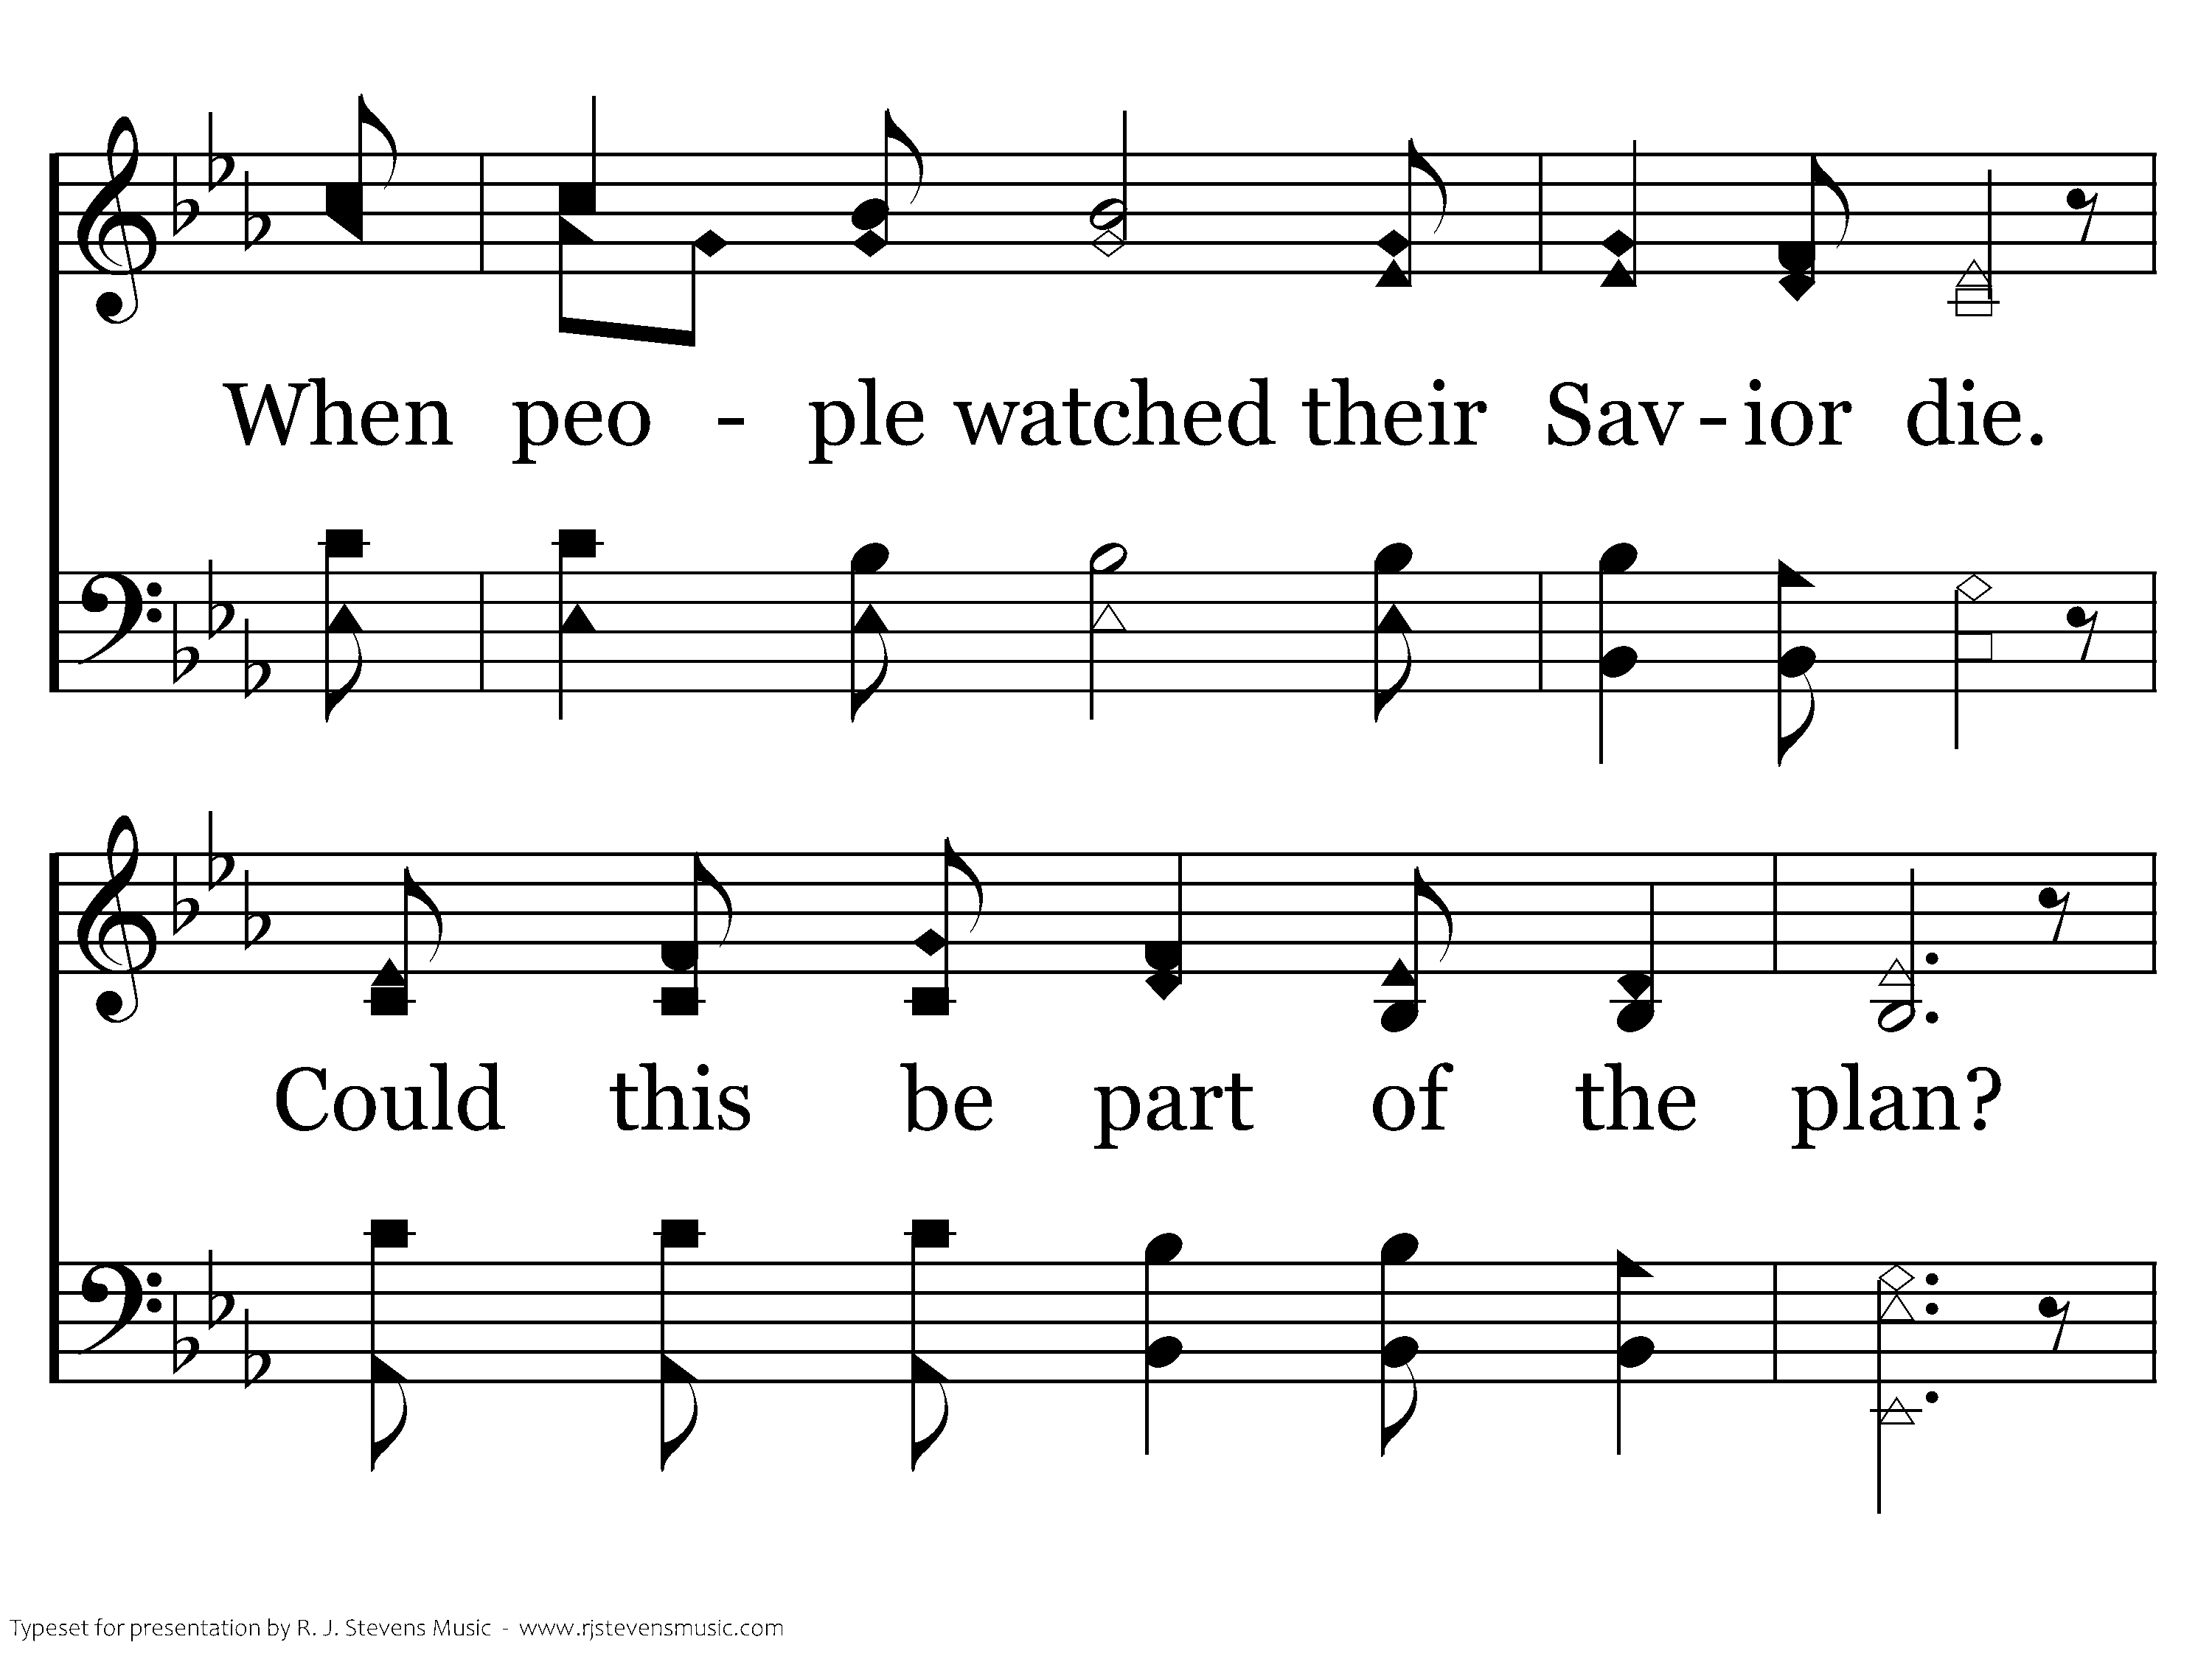 When peo - ple watched their Sav - ior die.
Could this be part of the plan?
Typeset for presentation by R. J. Stevens Music - www.rjstevensmusic.com